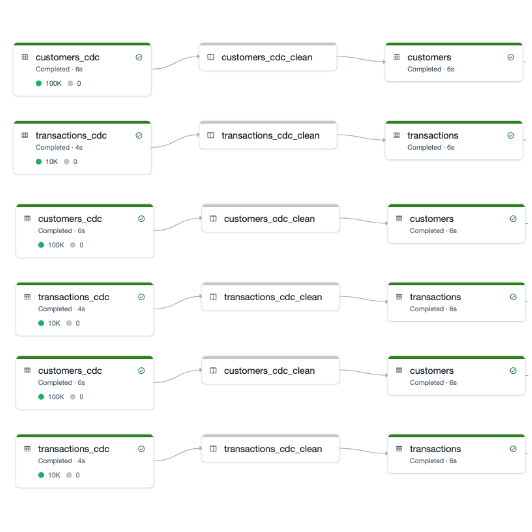 customers_cdc
Completed · 6s
100K 0
customers_cdc_clean
customers
Completed · 6s
transactions_cdc
Completed · 4s
10K 0
transactions_cdc_clean
transactions
Completed · 6s
customers_cdc
Completed · 6s
100K 0
customers_cdc_clean
customers
Completed · 6s
transactions_cdc
Completed · 4s
10K 0
transactions_cdc_clean
transactions
Completed · 6s
customers_cdc
Completed · 6s
100K 0
customers_cdc_clean
customers
Completed · 6s
transactions_cdc
Completed · 4s
10K 0
transactions_cdc_clean
transactions
Completed · 6s